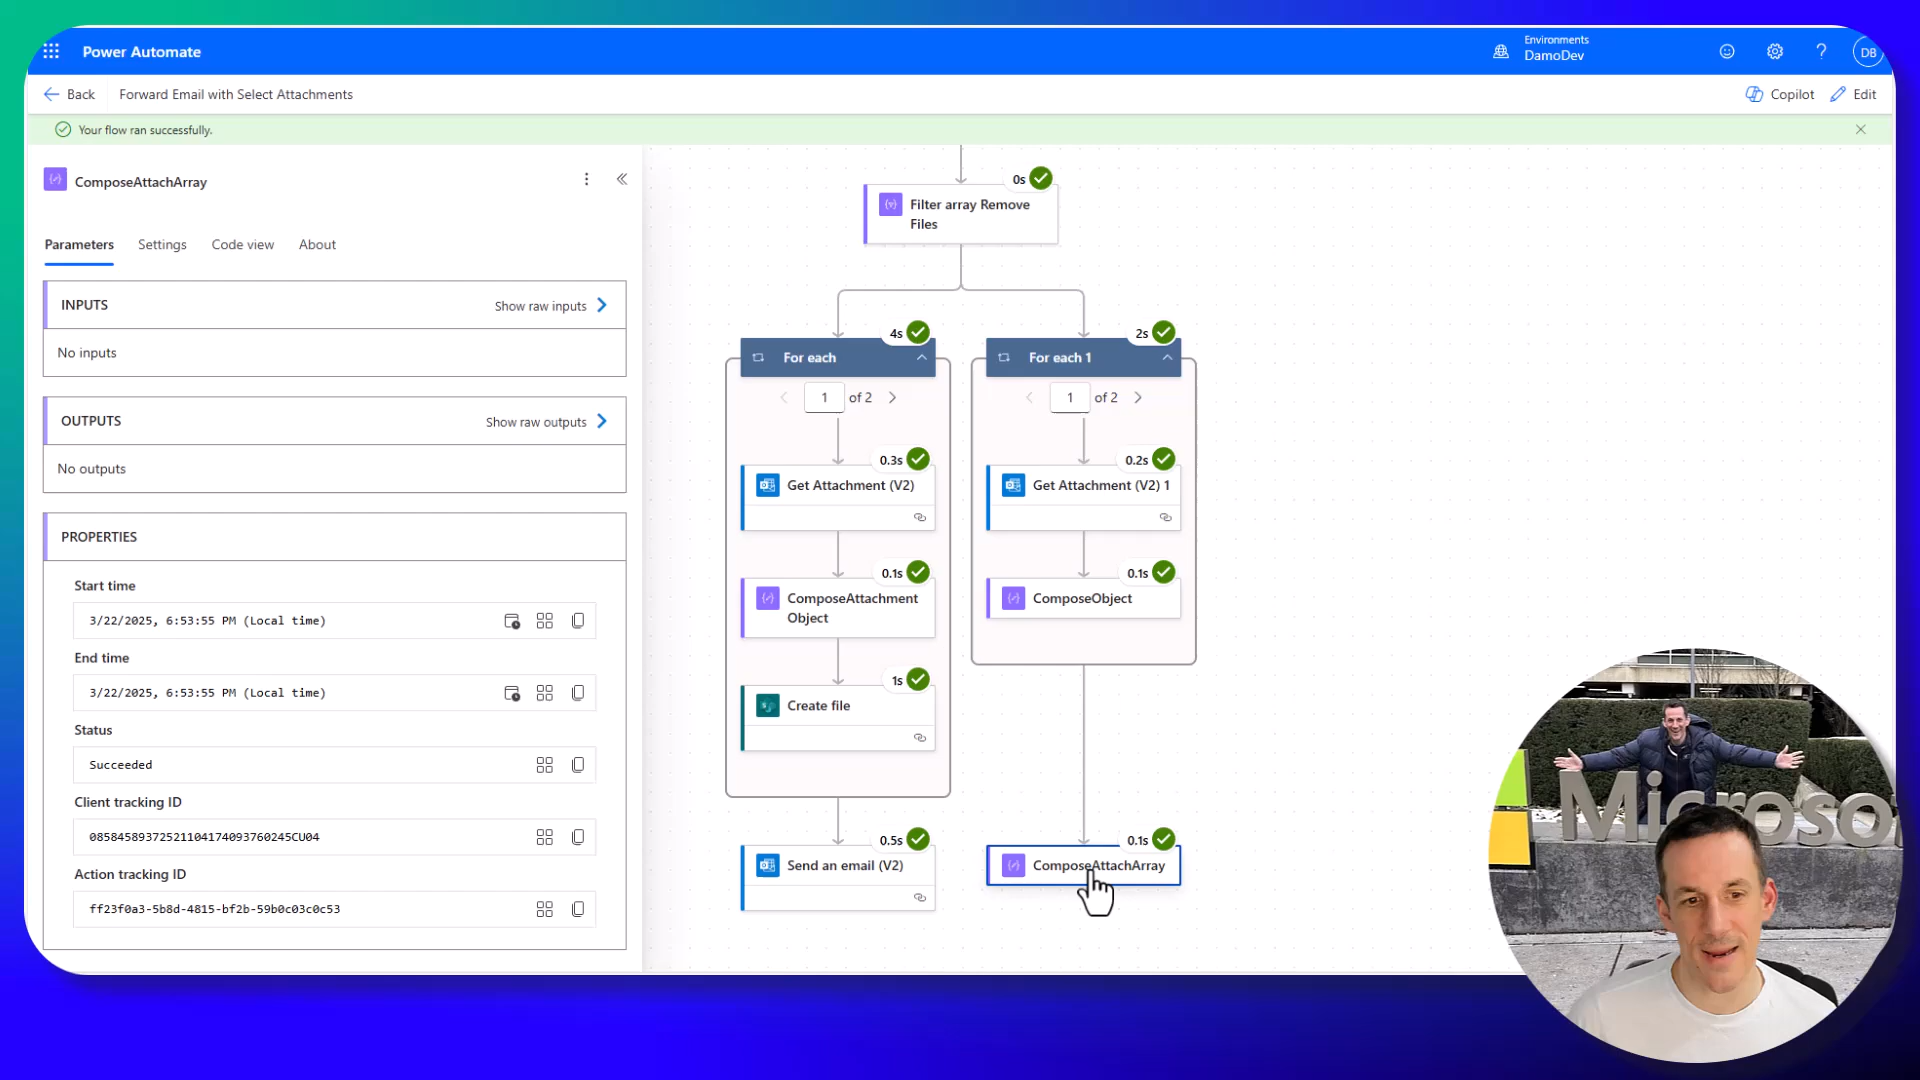 Power Automate
Environments
DamoDev
DB
Back
Forward Email with Select Attachments
Copilot
Edit
Your flow ran successfully.
ComposeAttachArray
Parameters
Settings
Code view
About
INPUTS
Show raw inputs
No inputs
OUTPUTS
Show raw outputs
No outputs
PROPERTIES
Start time
3/22/2025, 6:53:55 PM (Local time)
End time
3/22/2025, 6:53:55 PM (Local time)
Status
Succeeded
Client tracking ID
08584589372521104174093760245CU04
Action tracking ID
ff23f0a3-5b8d-4815-bf2b-59b0c03c0c53
0s
Filter array Remove
Files
4s
For each
1 of 2
0.3s
Get Attachment (V2)
0.1s
ComposeAttachment
Object
1s
Create file
0.5s
Send an email (V2)
2s
For each 1
1 of 2
0.2s
Get Attachment (V2) 1
0.1s
ComposeObject
0.1s
ComposeAttachArray
Microso